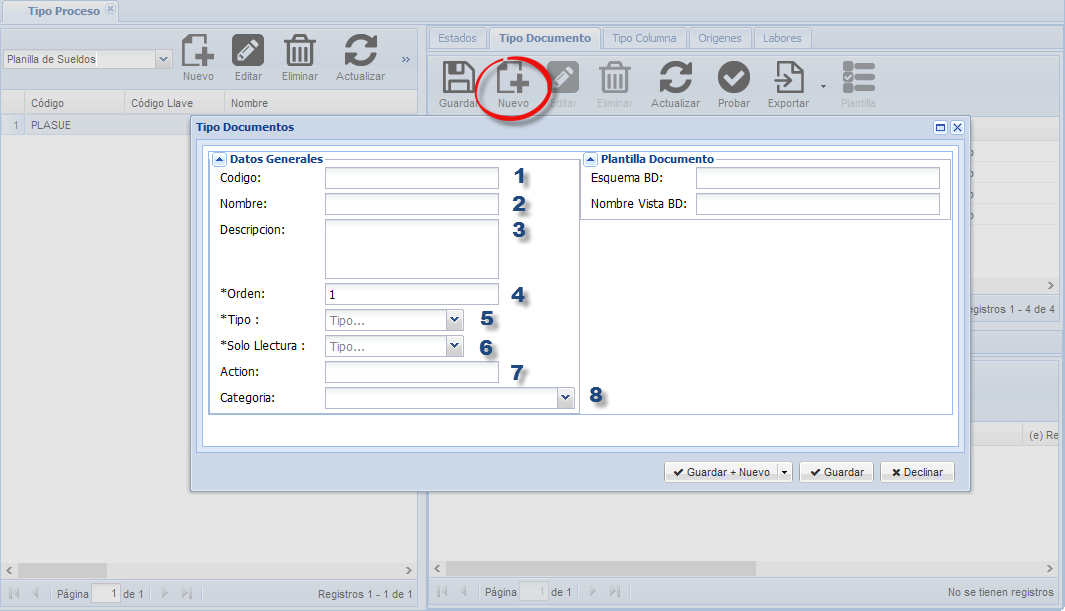 Tipo Proceso
Planilla de Sueldos
Nuevo
Editar
Eliminar
Actualizar
»
Código
Código Llave
Nombre
1
PLASUE
Estados
Tipo Documento
Tipo Columna
Origenes
Labores
Guardar
Nuevo
Editar
Eliminar
Actualizar
Probar
Exportar
Plantilla
Tipo Documentos
Datos Generales
Codigo:
1
Nombre:
2
Descripcion:
3
*Orden:
1
4
*Tipo :
Tipo...
5
*Solo Llectura :
Tipo...
6
Action:
7
Categoria:
8
Plantilla Documento
Esquema BD:
Nombre Vista BD:
Guardar + Nuevo
Guardar
Declinar
egistros 1 - 4 de 4
(e) Re
Página
1
de 1
Registros 1 - 1 de 1
Página
1
de 1
No se tienen registros